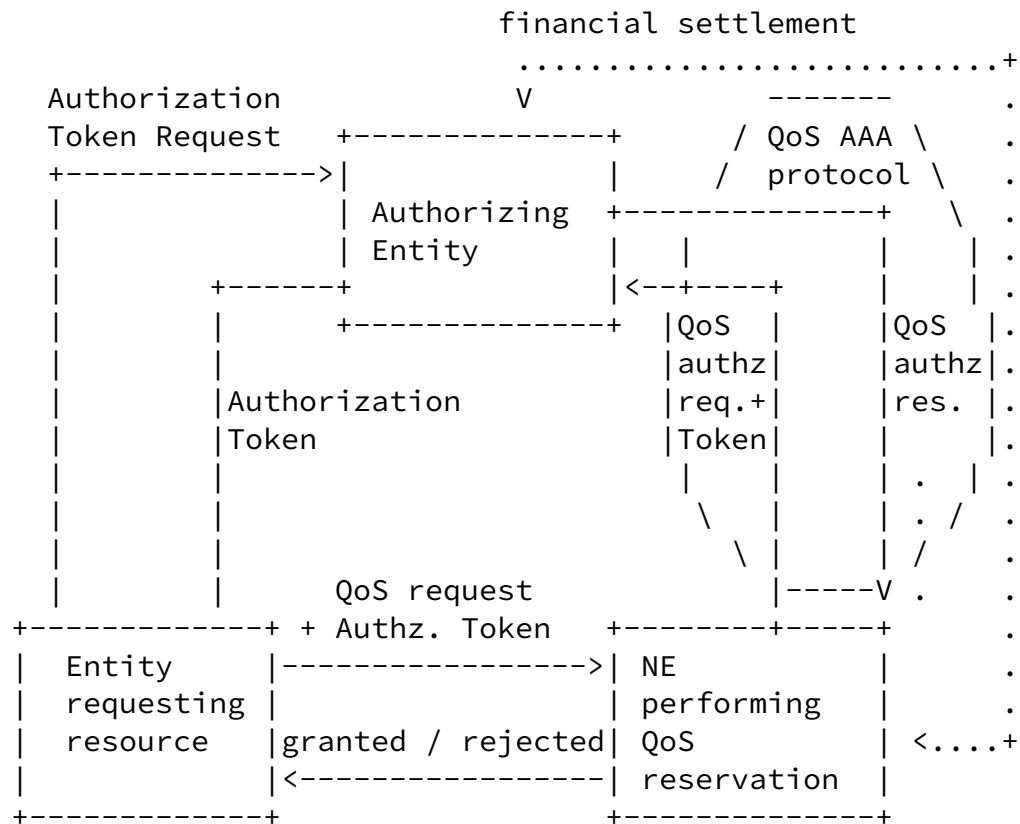 financial settlement
...........................+
Authorization               V             -------      .
Token Request   +--------------+      / QoS AAA \     .
+-------------->|              |     /  protocol \    .
|               | Authorizing  +--------------+   \  .
|               | Entity       |   |          |    | .
|        +------+              |<--+----+     |    | .
|        |      +--------------+  |QoS  |     |QoS  |.
|        |                        |authz|     |authz|.
|        |Authorization           |req.+|     |res. |.
|        |Token                   |Token|     |     |.
|        |                         |    |     | .  | .
|        |                          \   |     | . /  .
|        |                            \ |     | /    .
|        |      QoS request             |-----V .    .
+-------------+ + Authz. Token   +--------+-----+      .
|  Entity     |----------------->| NE           |      .
|  requesting |                  | performing   |      .
|  resource   |granted / rejected| QoS          | <....+
|             |<-----------------| reservation  |
+-------------+                  +--------------+